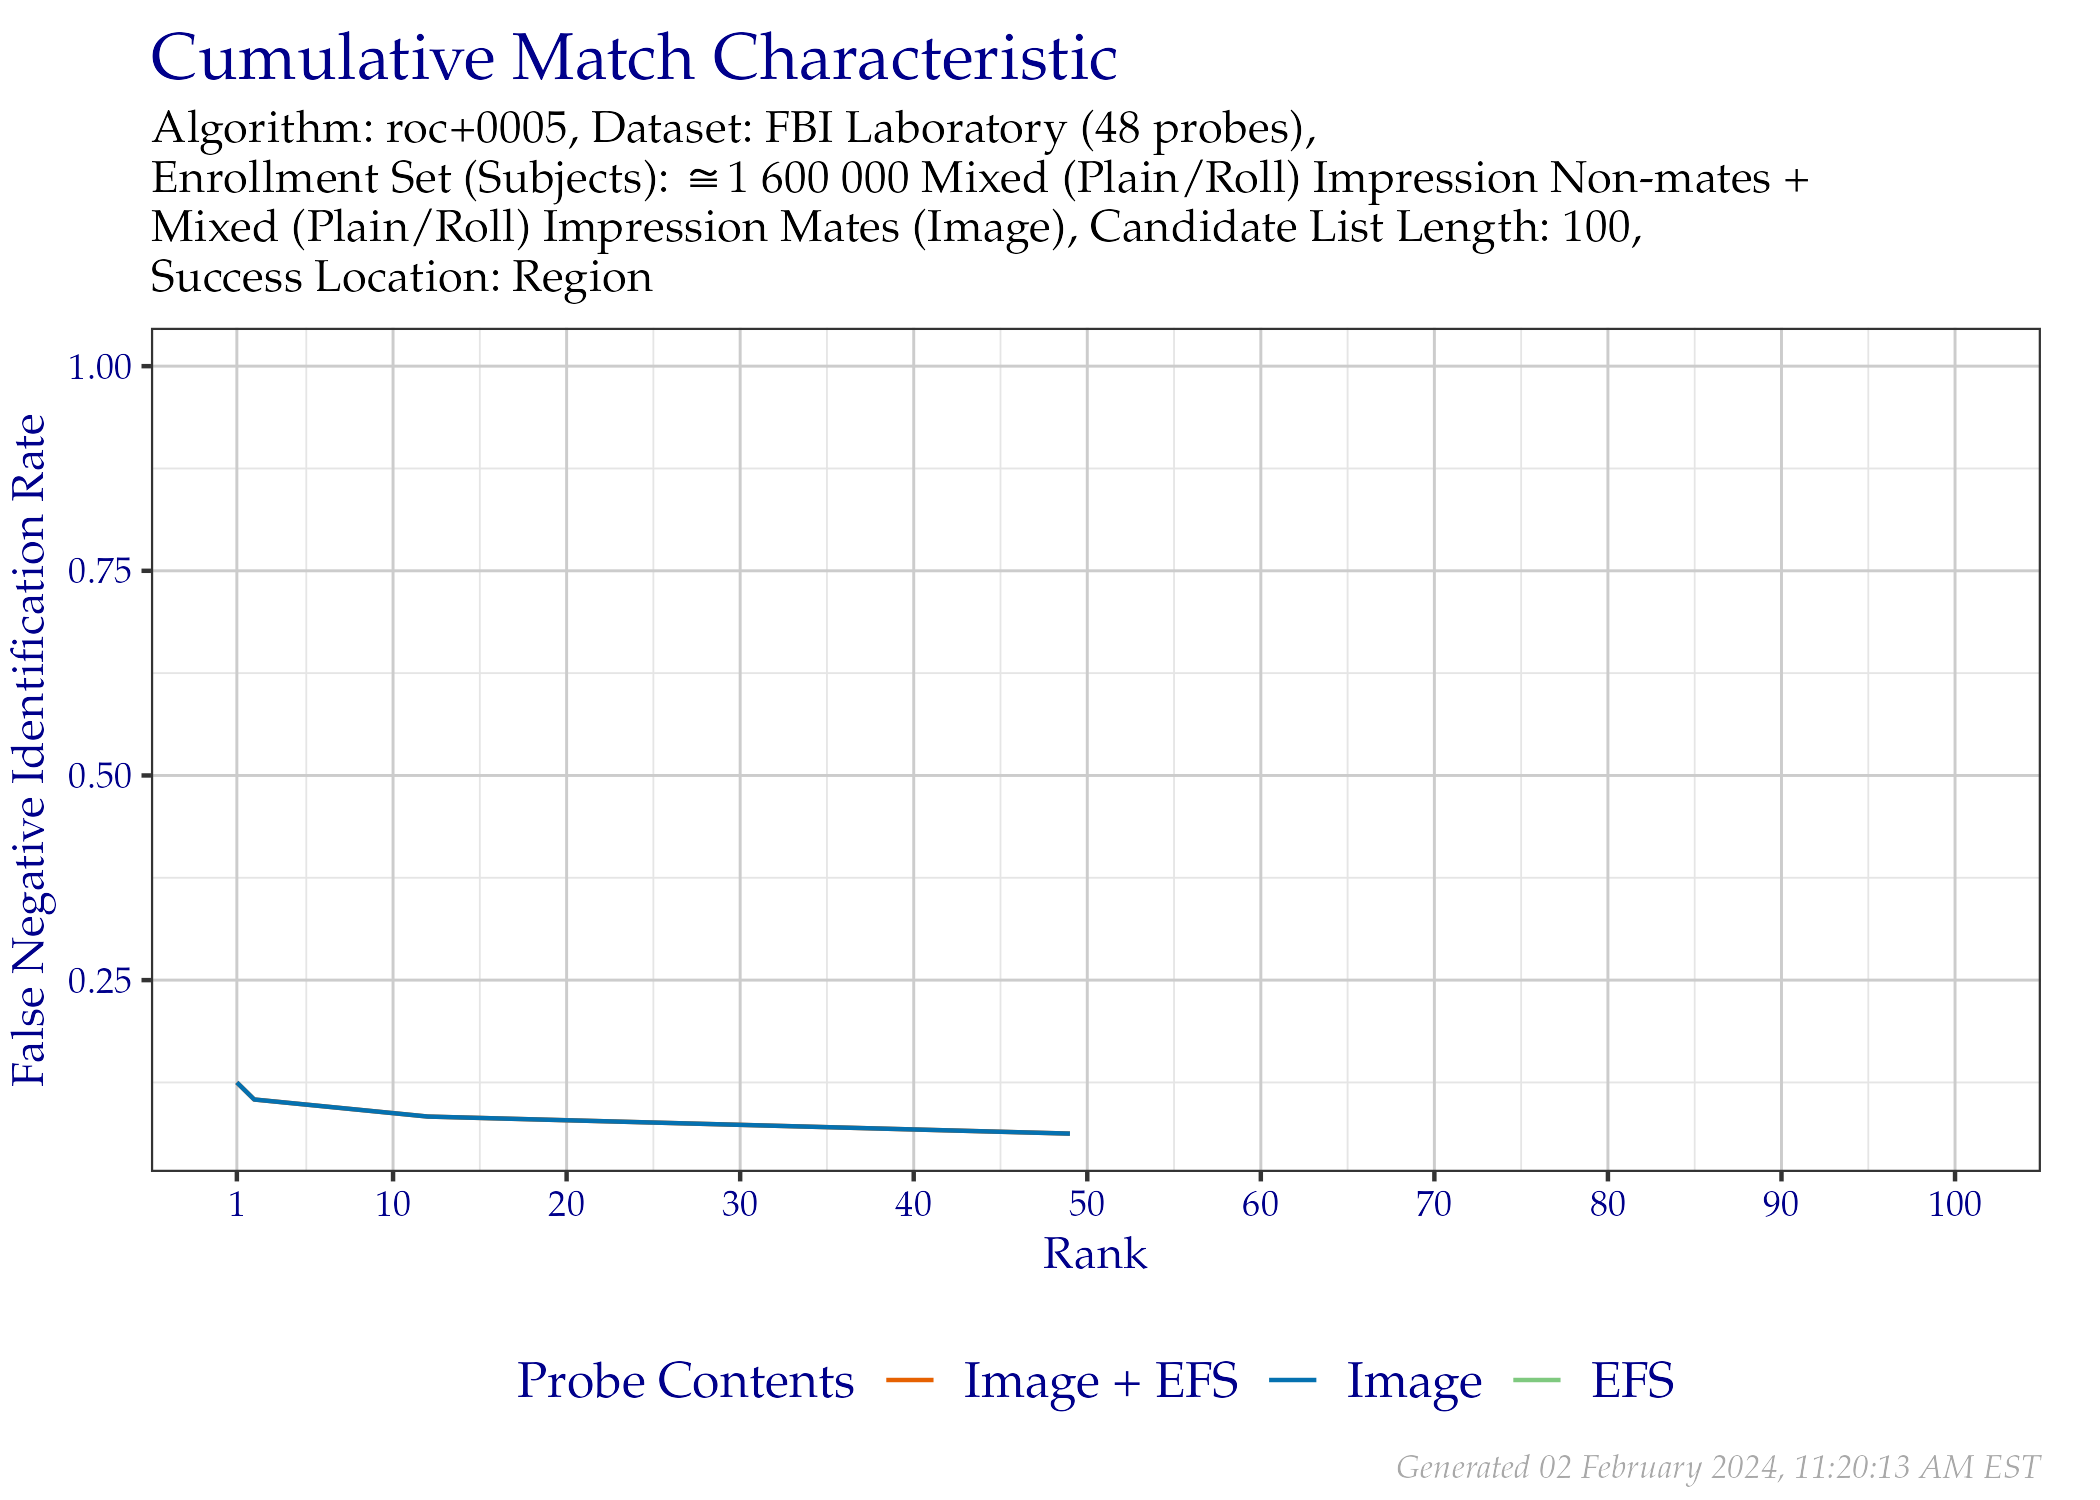 Cumulative Match Characteristic
Algorithm: roc+0005, Dataset: FBI Laboratory (48 probes),
Enrollment Set (Subjects): ≅1 600 000 Mixed (Plain/Roll) Impression Non-mates +
Mixed (Plain/Roll) Impression Mates (Image), Candidate List Length: 100,
Success Location: Region
False Negative Identification Rate
1.00
0.75
0.50
0.25
1 10 20 30 40 50 60 70 80 90 100
Rank
Probe Contents Image + EFS Image EFS
Generated 02 February 2024, 11:20:13 AM EST